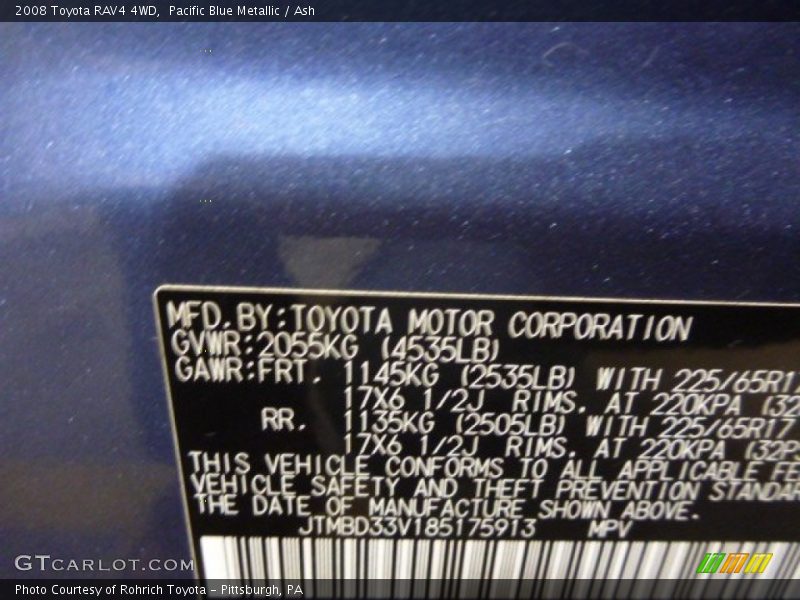 2008 Toyota RAV4 4WD,  Pacific Blue Metallic / Ash
MFD.BY:TOYOTA MOTOR CORPORATION
GVWR:2055KG (4535LB)
GAWR:FRT. 1145KG (2535LB) WITH 225/65R17
17X6 1/2J RIMS. AT 220KPA (32
RR. 1135KG (2505LB) WITH 225/65R17
17X6 1/2J RIMS. AT 220KPA (32PS
THIS VEHICLE CONFORMS TO ALL APPLICABLE FE
VEHICLE SAFETY AND THEFT PREVENTION STANDAR
THE DATE OF MANUFACTURE SHOWN ABOVE.
JTMBD33V185175913 MPV
GTCARLOT.COM
Photo Courtesy of Rohrich Toyota - Pittsburgh, PA